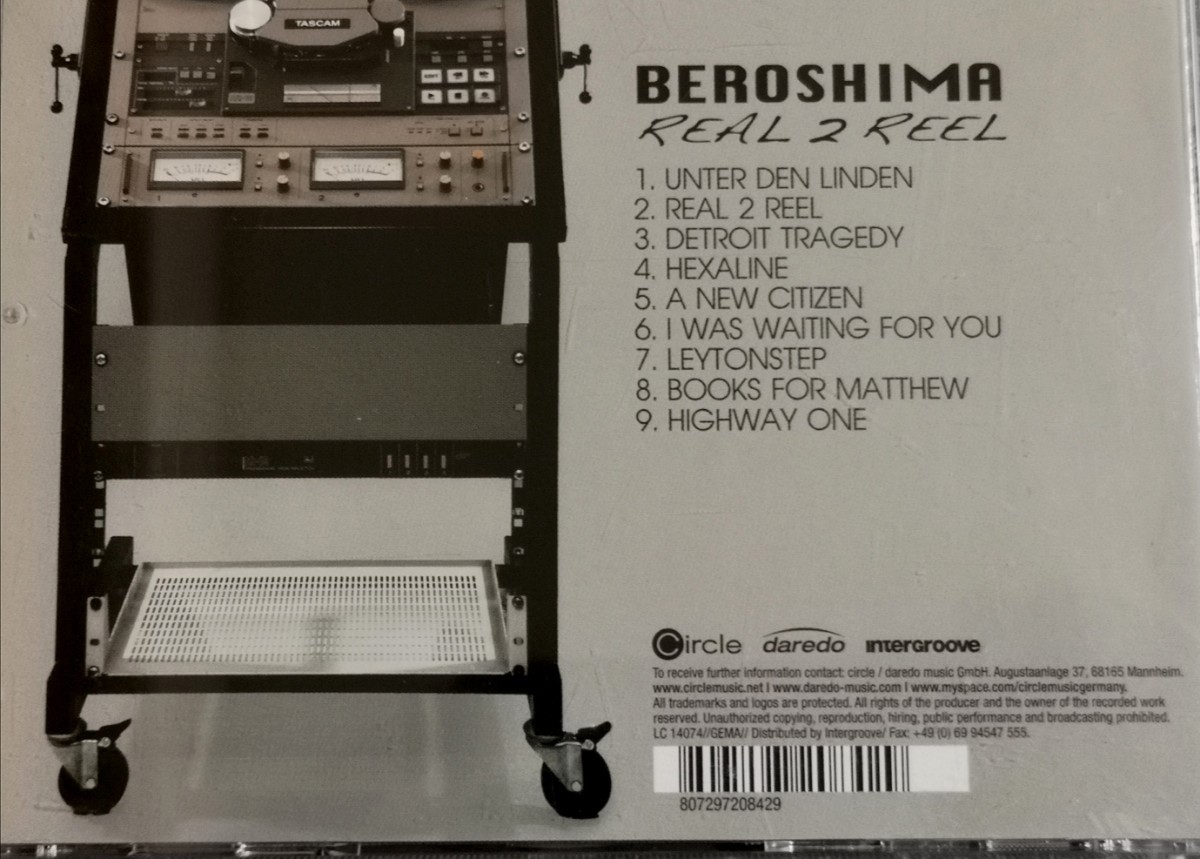 TASCAM
EDIT
BEROSHIMA
REAL 2 REEL
1. UNTER DEN LINDEN
2. REAL 2 REEL
3. DETROIT TRAGEDY
4. HEXALINE
5. A NEW CITIZEN
6. I WAS WAITING FOR YOU
7. LEYTONSTEP
8. BOOKS FOR MATTHEW
9. HIGHWAY ONE
Circle daredo intergroove
To receive further information contact: circle / daredo music GmbH. Augustaanlage 37, 68165 Mannheim.
www.circlemusic.net I www.daredo-music.com I www.myspace.com/circlemusicgermany.
All trademarks and logos are protected. All rights of the producer and the owner of the recorded work
reserved. Unauthorized copying, reproduction, hiring, public performance and broadcasting prohibited.
LC 14074//GEMA// Distributed by Intergroove/ Fax: +49 (0) 69 94547 555.
807297208429